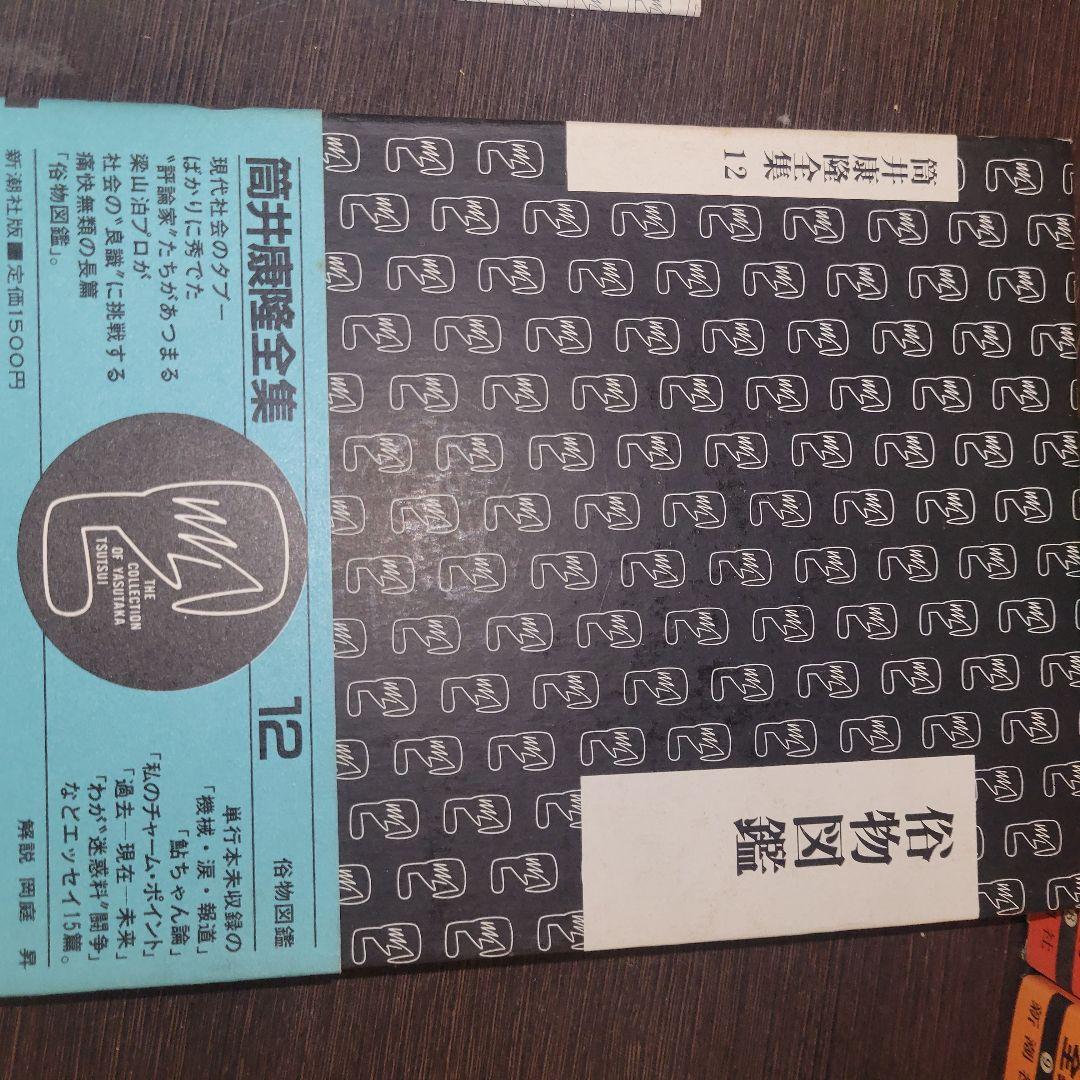 筒井康隆全集12
俗物図鑑
筒井康隆全集
12
現代社会のタブー
ばかりに秀でた
〝評論家〟たちがあつまる
梁山泊プロが
社会の〝良識〟に挑戦する
痛快無類の長篇
「俗物図鑑」。
新潮社版■定価1500円
THE
COLLECTION
OF YASUTAKA
TSUTSUI
俗物図鑑
単行本未収録の
「機械・涙・報道」
「鮎ちゃん論」
「私のチャーム・ポイント」
「過去―現在―未来」
「わが〝迷惑料〟闘争」
などエッセイ15篇。
解説 岡庭 昇
社
新潮
9
全